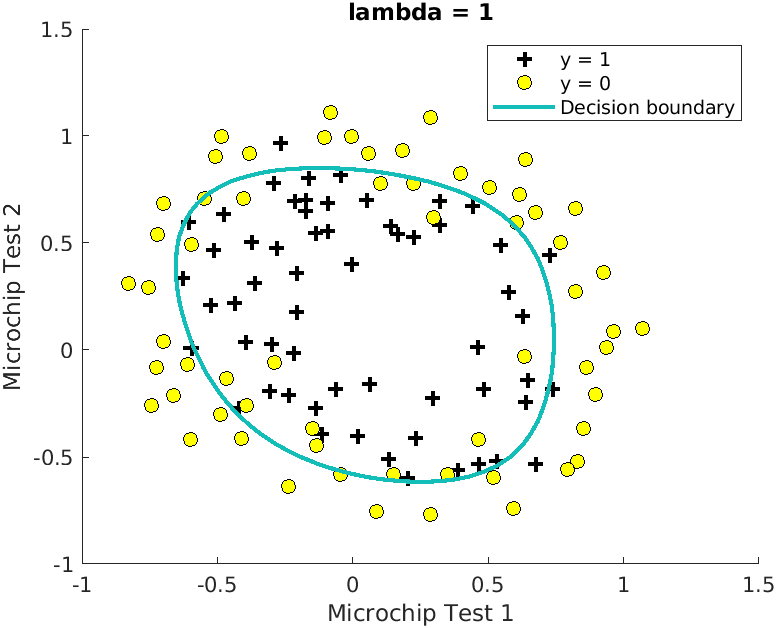 lambda = 1
1.5
1
0.5
0
-0.5
-1
Microchip Test 2
y = 1
y = 0
Decision boundary
-1
-0.5
0
0.5
1
1.5
Microchip Test 1